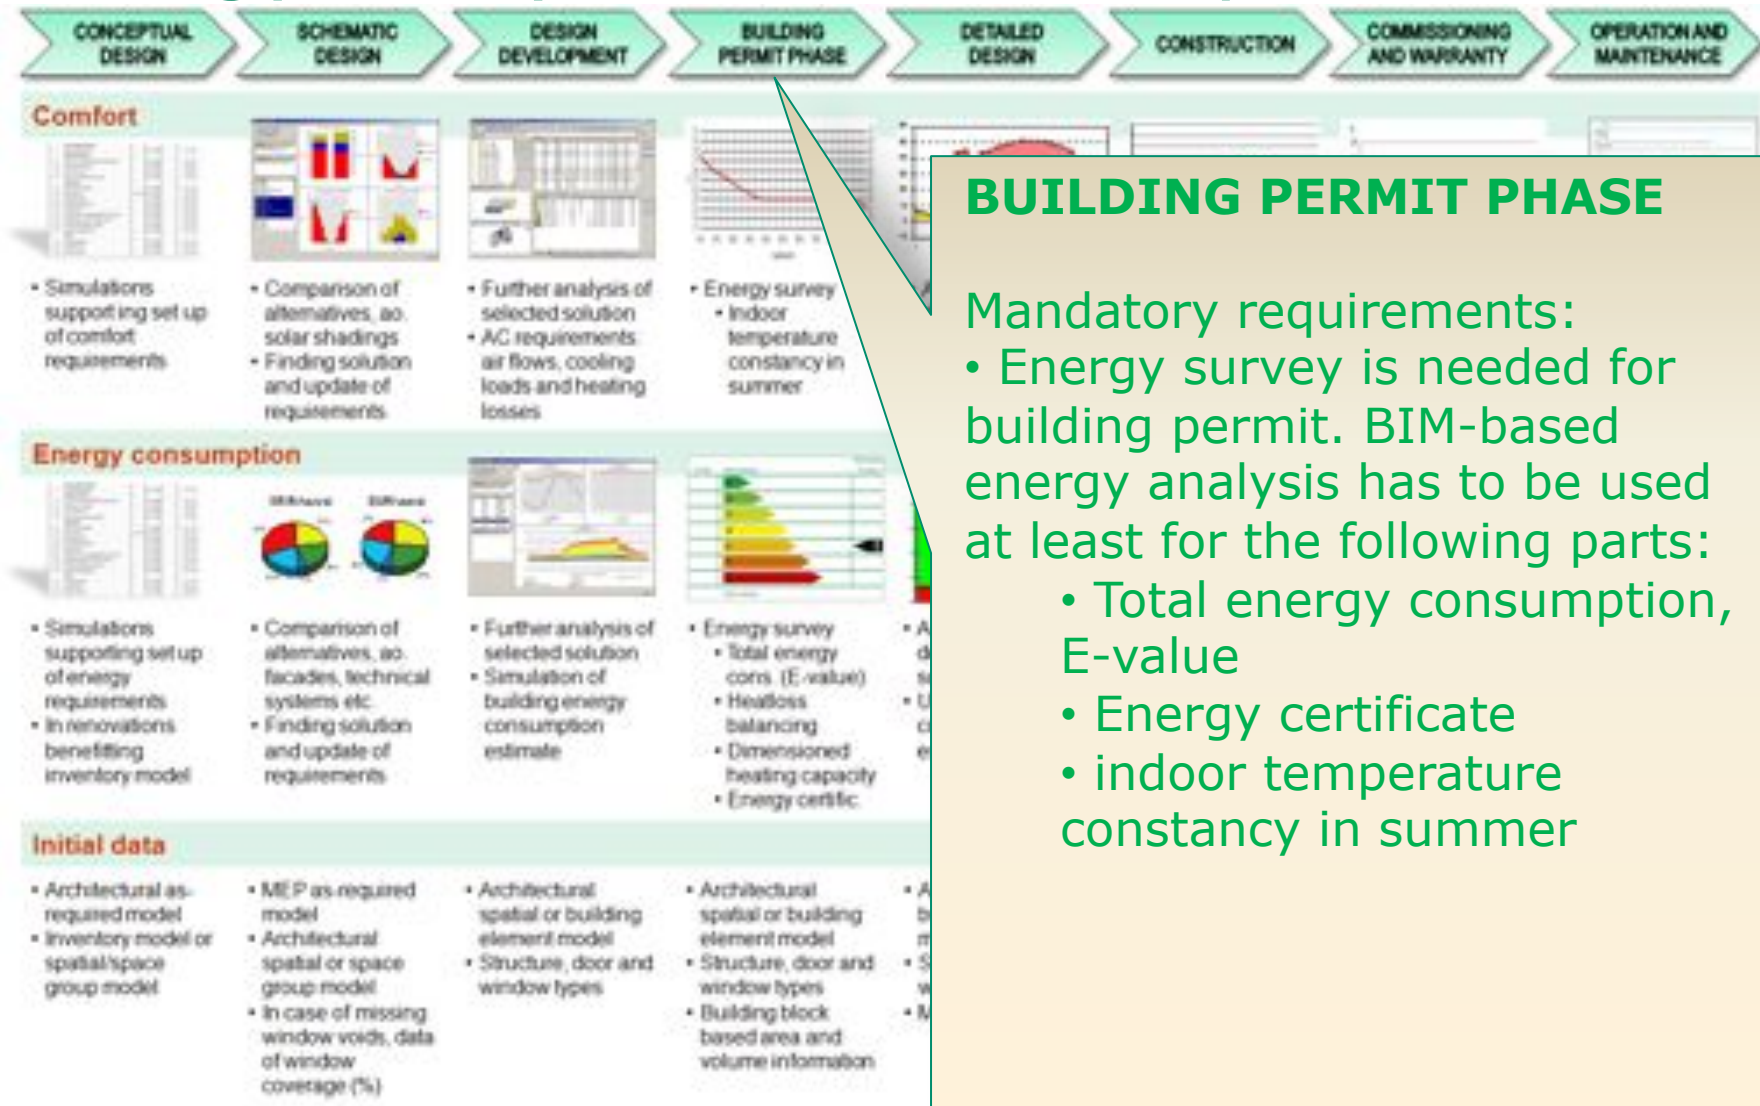 CONCEPTUAL
DESIGN
SCHEMATIC
DESIGN
DESIGN
DEVELOPMENT
BUILDING
PERMIT PHASE
DETAILED
DESIGN
CONSTRUCTION
COMMISSIONING
AND WARRANTY
OPERATION AND
MAINTENANCE
Comfort
• Simulations
supporting set up
of comfort
requirements
• Comparison of
alternatives, ao.
solar shadings
• Finding solution
and update of
requirements
• Further analysis of
selected solution
• AC requirements
air flows, cooling
loads and heating
losses
• Energy survey
• Indoor
temperature
constancy in
summer
Energy consumption
• Simulations
supporting set up
of energy
requirements
• In renovations
benefitting
inventory model
• Comparison of
alternatives, ao.
facades, technical
systems etc.
• Finding solution
and update of
requirements
• Further analysis of
selected solution
• Simulation of
building energy
consumption
estimate
• Energy survey
• Total energy
cons. (E-value)
• Heatloss
balancing
• Dimensioned
heating capacity
• Energy certific.
Initial data
• Architectural as-
required model
• Inventory model or
spatial/space
group model
• MEP as-required
model
• Architectural
spatial or space
group model
• In case of missing
window voids, data
of window
coverage (%)
• Architectural
spatial or building
element model
• Structure, door and
window types
• Architectural
spatial or building
element model
• Structure, door and
window types
• Building block
based area and
volume information
BUILDING PERMIT PHASE
Mandatory requirements:
• Energy survey is needed for
building permit. BIM-based
energy analysis has to be used
at least for the following parts:
• Total energy consumption,
E-value
• Energy certificate
• indoor temperature
constancy in summer